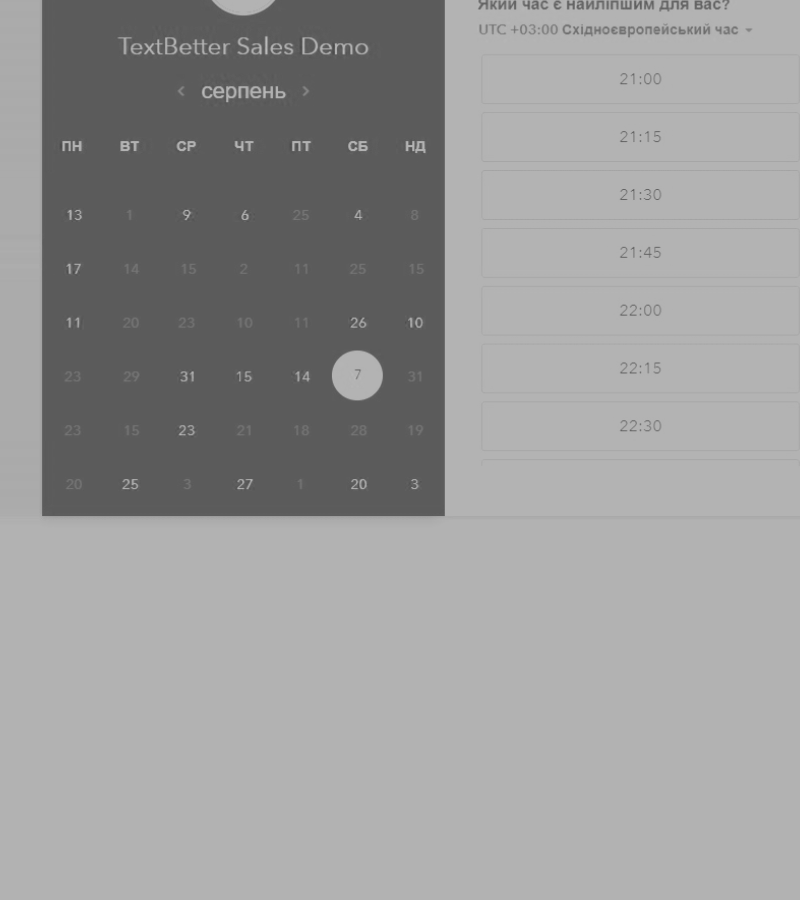 TextBetter Sales Demo
серпень
ПН ВТ СР ЧТ ПТ СБ НД
13 1 9 6 25 4 8
17 14 15 2 11 25 15
11 20 23 10 11 26 10
23 29 31 15 14 7 31
23 15 23 21 18 28 19
20 25 3 27 1 20 3
Який час є найліпшим для вас?
UTC +03:00 Східноєвропейський час
21:00
21:15
21:30
21:45
22:00
22:15
22:30